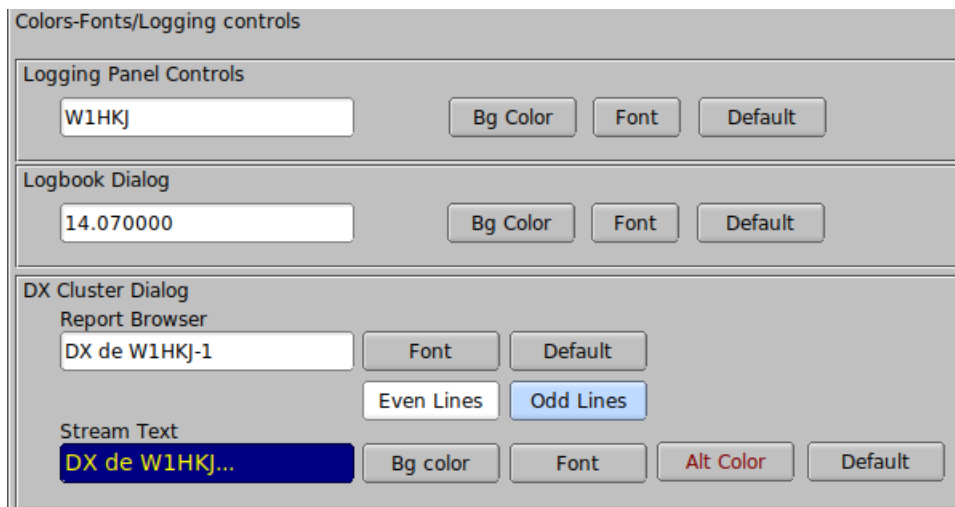 Colors-Fonts/Logging controls
Logging Panel Controls
W1HKJ Bg Color Font Default
Logbook Dialog
14.070000 Bg Color Font Default
DX Cluster Dialog
Report Browser
DX de W1HKJ-1 Font Default
Even Lines Odd Lines
Stream Text
DX de W1HKJ... Bg color Font Alt Color Default